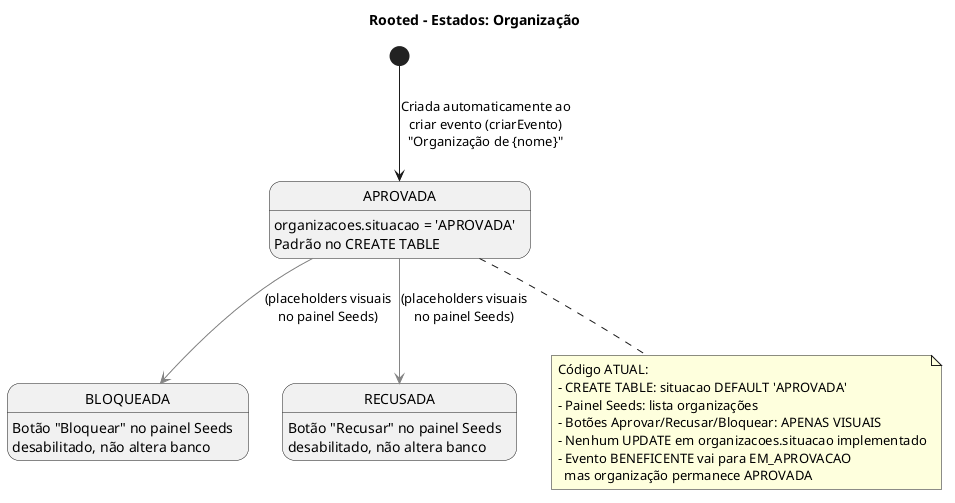 Rooted - Estados: Organização
Criada automaticamente ao
criar evento (criarEvento)
"Organização de {nome}"
APROVADA
organizacoes.situacao = 'APROVADA'
Padrão no CREATE TABLE
(placeholders visuais
no painel Seeds)
(placeholders visuais
no painel Seeds)
BLOQUEADA
Botão "Bloquear" no painel Seeds
desabilitado, não altera banco
RECUSADA
Botão "Recusar" no painel Seeds
desabilitado, não altera banco
Código ATUAL:
- CREATE TABLE: situacao DEFAULT 'APROVADA'
- Painel Seeds: lista organizações
- Botões Aprovar/Recusar/Bloquear: APENAS VISUAIS
- Nenhum UPDATE em organizacoes.situacao implementado
- Evento BENEFICENTE vai para EM_APROVACAO
mas organização permanece APROVADA